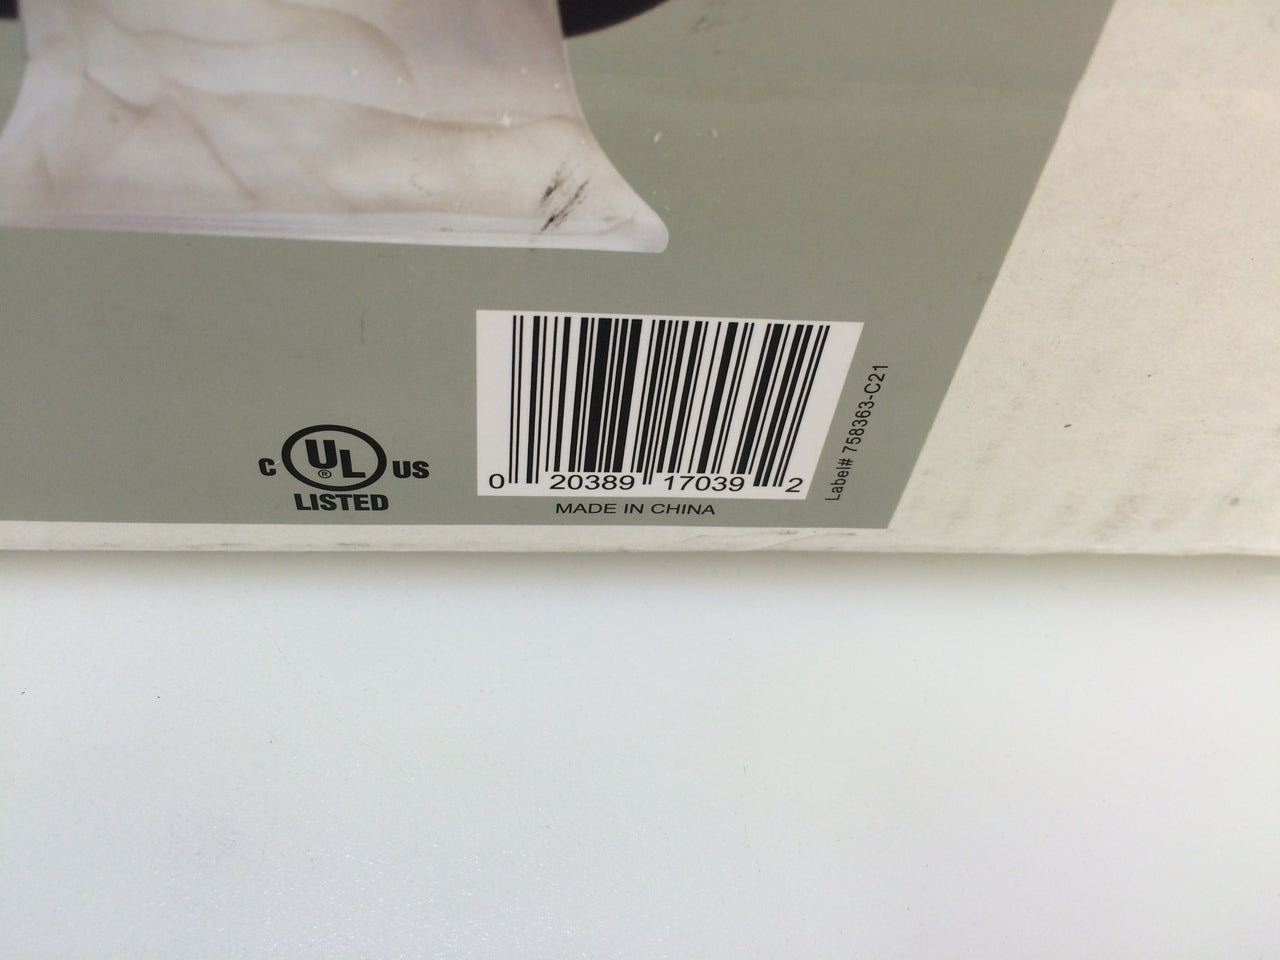 C UL US
®
LISTED
0 20389 17039 2
MADE IN CHINA
Label# 758363-C21